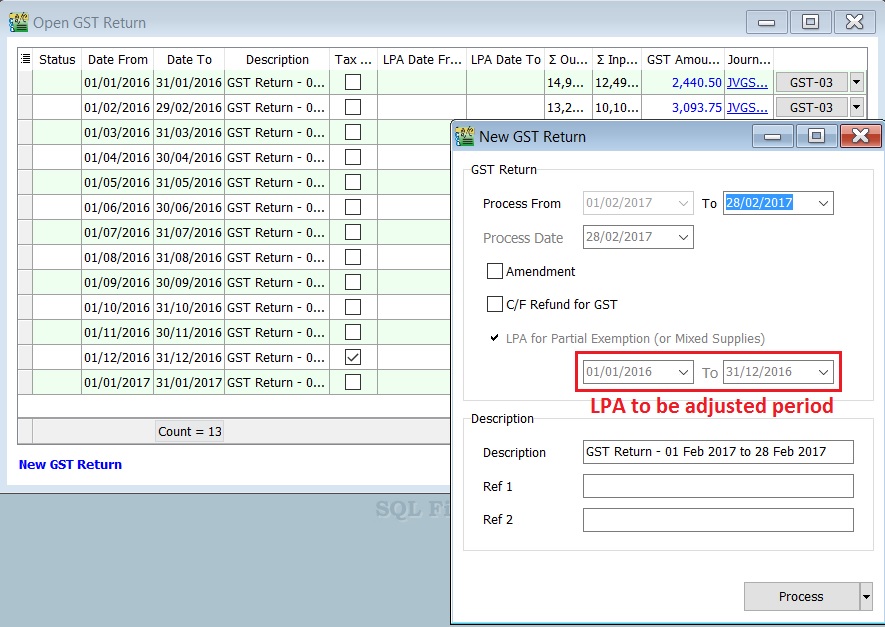 Open GST Return
Status Date From Date To Description Tax ... LPA Date Fr... LPA Date To Σ Ou... Σ Inp... GST Amou... Journ...
01/01/2016 31/01/2016 GST Return - 0... 14,9... 12,49... 2,440.50 JVGS... GST-03
01/02/2016 29/02/2016 GST Return - 0... 13,2... 10,10... 3,093.75 JVGS... GST-03
01/03/2016 31/03/2016 GST Return - 0...
01/04/2016 30/04/2016 GST Return - 0...
01/05/2016 31/05/2016 GST Return - 0...
01/06/2016 30/06/2016 GST Return - 0...
01/07/2016 31/07/2016 GST Return - 0...
01/08/2016 31/08/2016 GST Return - 0...
01/09/2016 30/09/2016 GST Return - 0...
01/10/2016 31/10/2016 GST Return - 0...
01/11/2016 30/11/2016 GST Return - 0...
01/12/2016 31/12/2016 GST Return - 0...
01/01/2017 31/01/2017 GST Return - 0...
Count = 13
New GST Return
SQL Fi
New GST Return
GST Return
Process From 01/02/2017 To 28/02/2017
Process Date 28/02/2017
Amendment
C/F Refund for GST
LPA for Partial Exemption (or Mixed Supplies)
01/01/2016 To 31/12/2016
LPA to be adjusted period
Description
Description GST Return - 01 Feb 2017 to 28 Feb 2017
Ref 1
Ref 2
Process